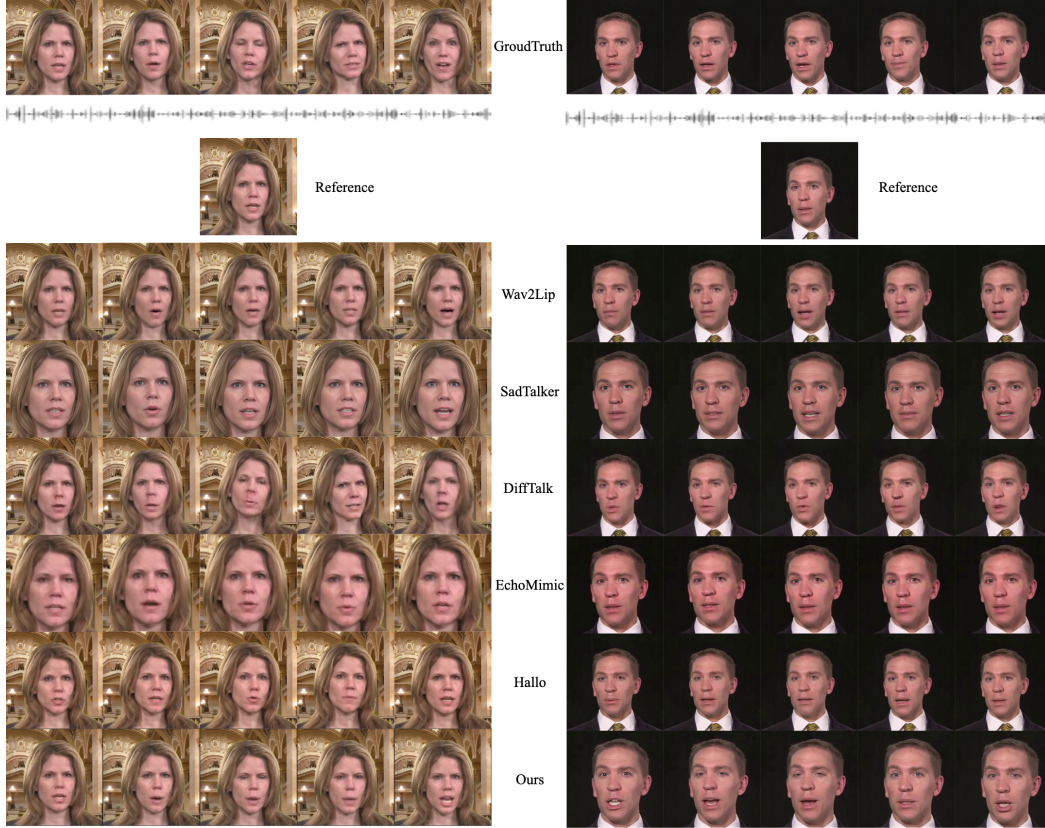 GroudTruth
Reference
Reference
Wav2Lip
SadTalker
DiffTalk
EchoMimic
Hallo
Ours